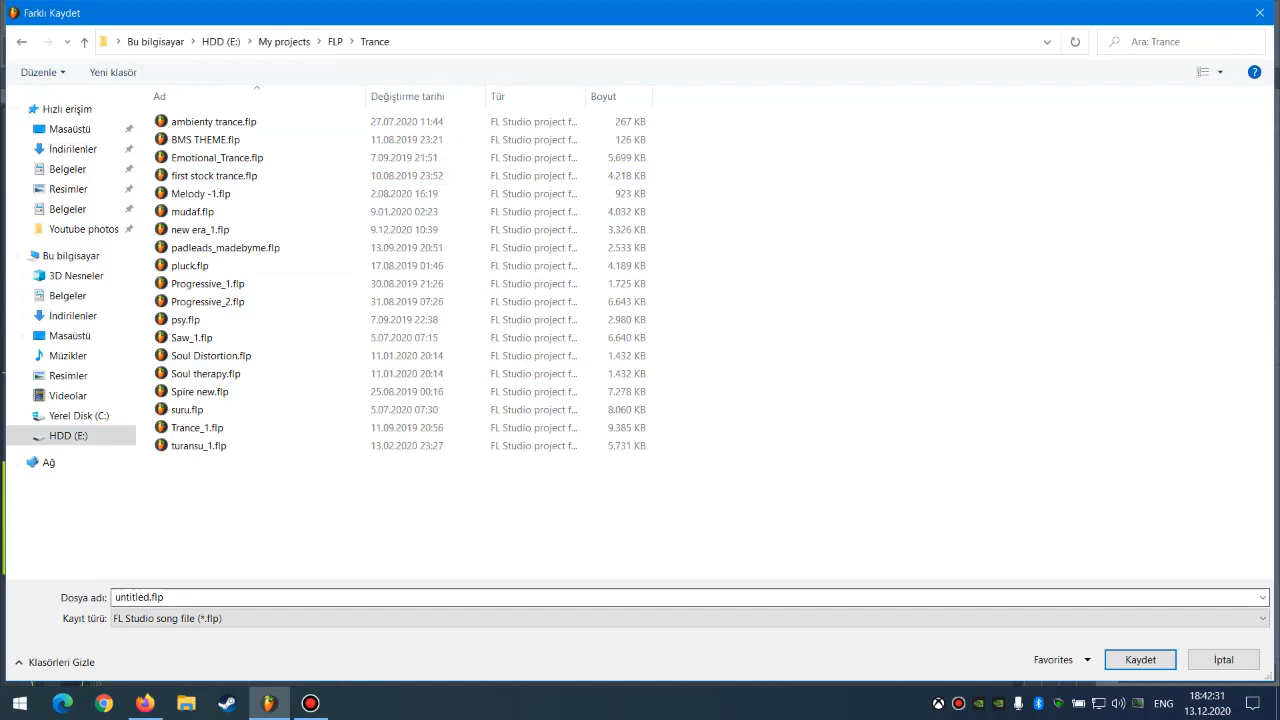 Farklı Kaydet
Bu bilgisayar > HDD (E:) > My projects > FLP > Trance
Ara: Trance
Düzenle
Yeni klasör
Ad
Değiştirme tarihi
Tür
Boyut
Hızlı erişim
Masaüstü
İndirilenler
Belgeler
Resimler
Belgeler
Youtube photos
Bu bilgisayar
3D Nesneler
Belgeler
İndirilenler
Masaüstü
Müzikler
Resimler
Videolar
Yerel Disk (C:)
HDD (E:)
Ağ
ambienty trance.flp 27.07.2020 11:44 FL Studio project f... 267 KB
BMS THEME.flp 11.08.2019 23:21 FL Studio project f... 126 KB
Emotional_Trance.flp 7.09.2019 21:51 FL Studio project f... 5.699 KB
first stock trance.flp 10.08.2019 23:52 FL Studio project f... 4.218 KB
Melody -1.flp 2.08.2020 16:19 FL Studio project f... 923 KB
mudaf.flp 9.01.2020 02:23 FL Studio project f... 4.032 KB
new era_1.flp 9.12.2020 10:39 FL Studio project f... 3.326 KB
padleads_madebyme.flp 13.09.2019 20:51 FL Studio project f... 2.533 KB
pluck.flp 17.08.2019 01:46 FL Studio project f... 4.189 KB
Progressive_1.flp 30.08.2019 21:26 FL Studio project f... 1.725 KB
Progressive_2.flp 31.08.2019 07:26 FL Studio project f... 6.643 KB
psy.flp 7.09.2019 22:38 FL Studio project f... 2.980 KB
Saw_1.flp 5.07.2020 07:15 FL Studio project f... 6.640 KB
Soul Distortion.flp 11.01.2020 20:14 FL Studio project f... 1.432 KB
Soul therapy.flp 11.01.2020 20:14 FL Studio project f... 1.432 KB
Spire new.flp 25.08.2019 00:16 FL Studio project f... 7.278 KB
suru.flp 5.07.2020 07:30 FL Studio project f... 8.060 KB
Trance_1.flp 11.09.2019 20:56 FL Studio project f... 9.385 KB
turansu_1.flp 13.02.2020 23:27 FL Studio project f... 5.731 KB
Dosya adı: untitled.flp
Kayıt türü: FL Studio song file (*.flp)
Klasörleri Gizle
Favorites
Kaydet
İptal
ENG
18:42:31
13.12.2020